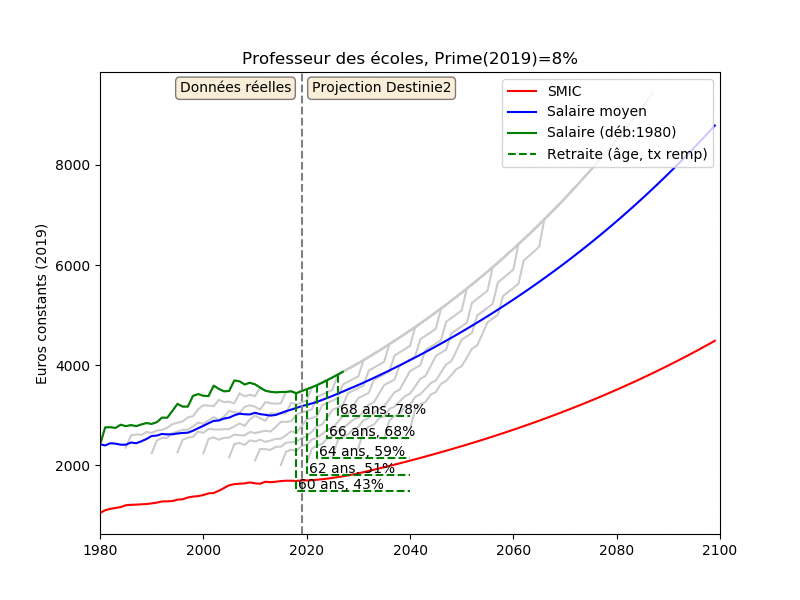 Professeur des écoles, Prime(2019)=8%
Données réelles
Projection Destinie2
SMIC
Salaire moyen
Salaire (déb:1980)
Retraite (âge, tx remp)
Euros constants (2019)
8000
6000
4000
2000
68 ans, 78%
66 ans, 68%
64 ans, 59%
62 ans, 51%
60 ans, 43%
1980
2000
2020
2040
2060
2080
2100